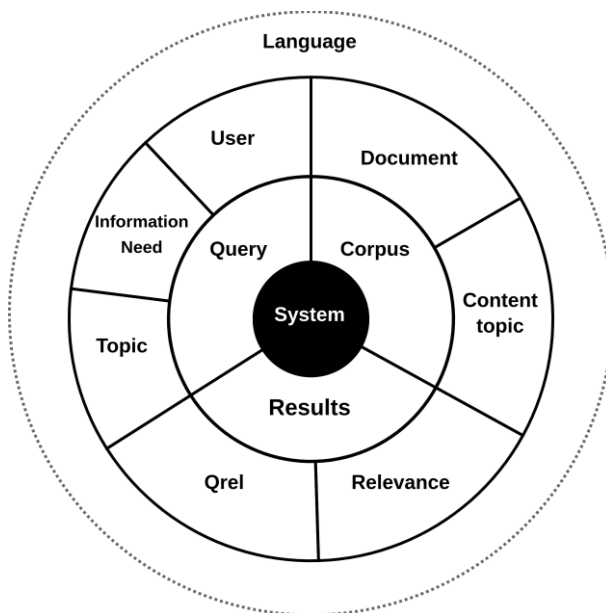 Language
User
Document
Information
Need
Query
Corpus
Content
topic
System
Topic
Results
Qrel
Relevance